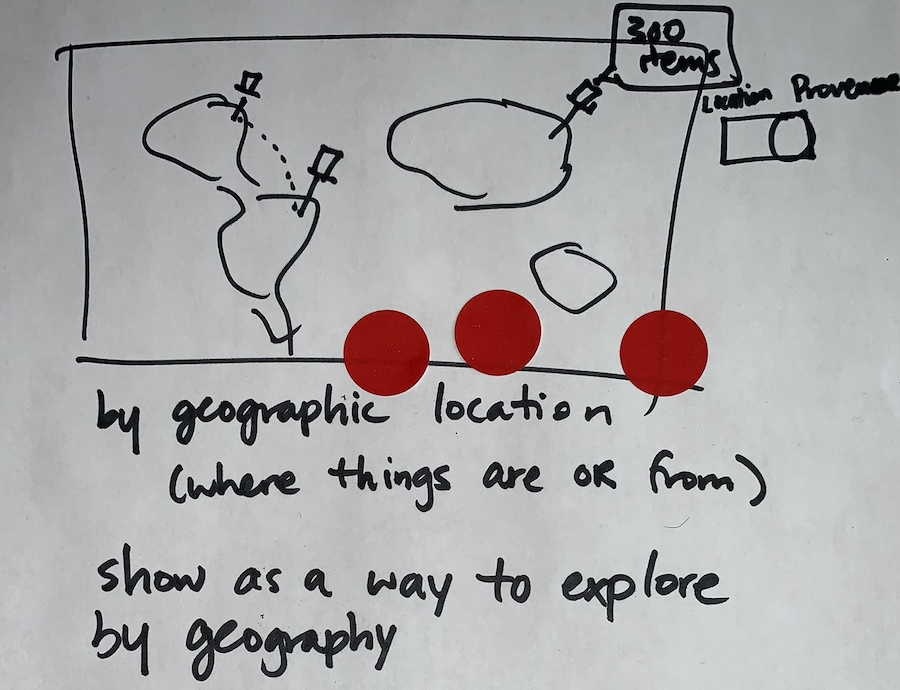 300
items
Location Provenance
by geographic location
(where things are or from)
show as a way to explore
by geography